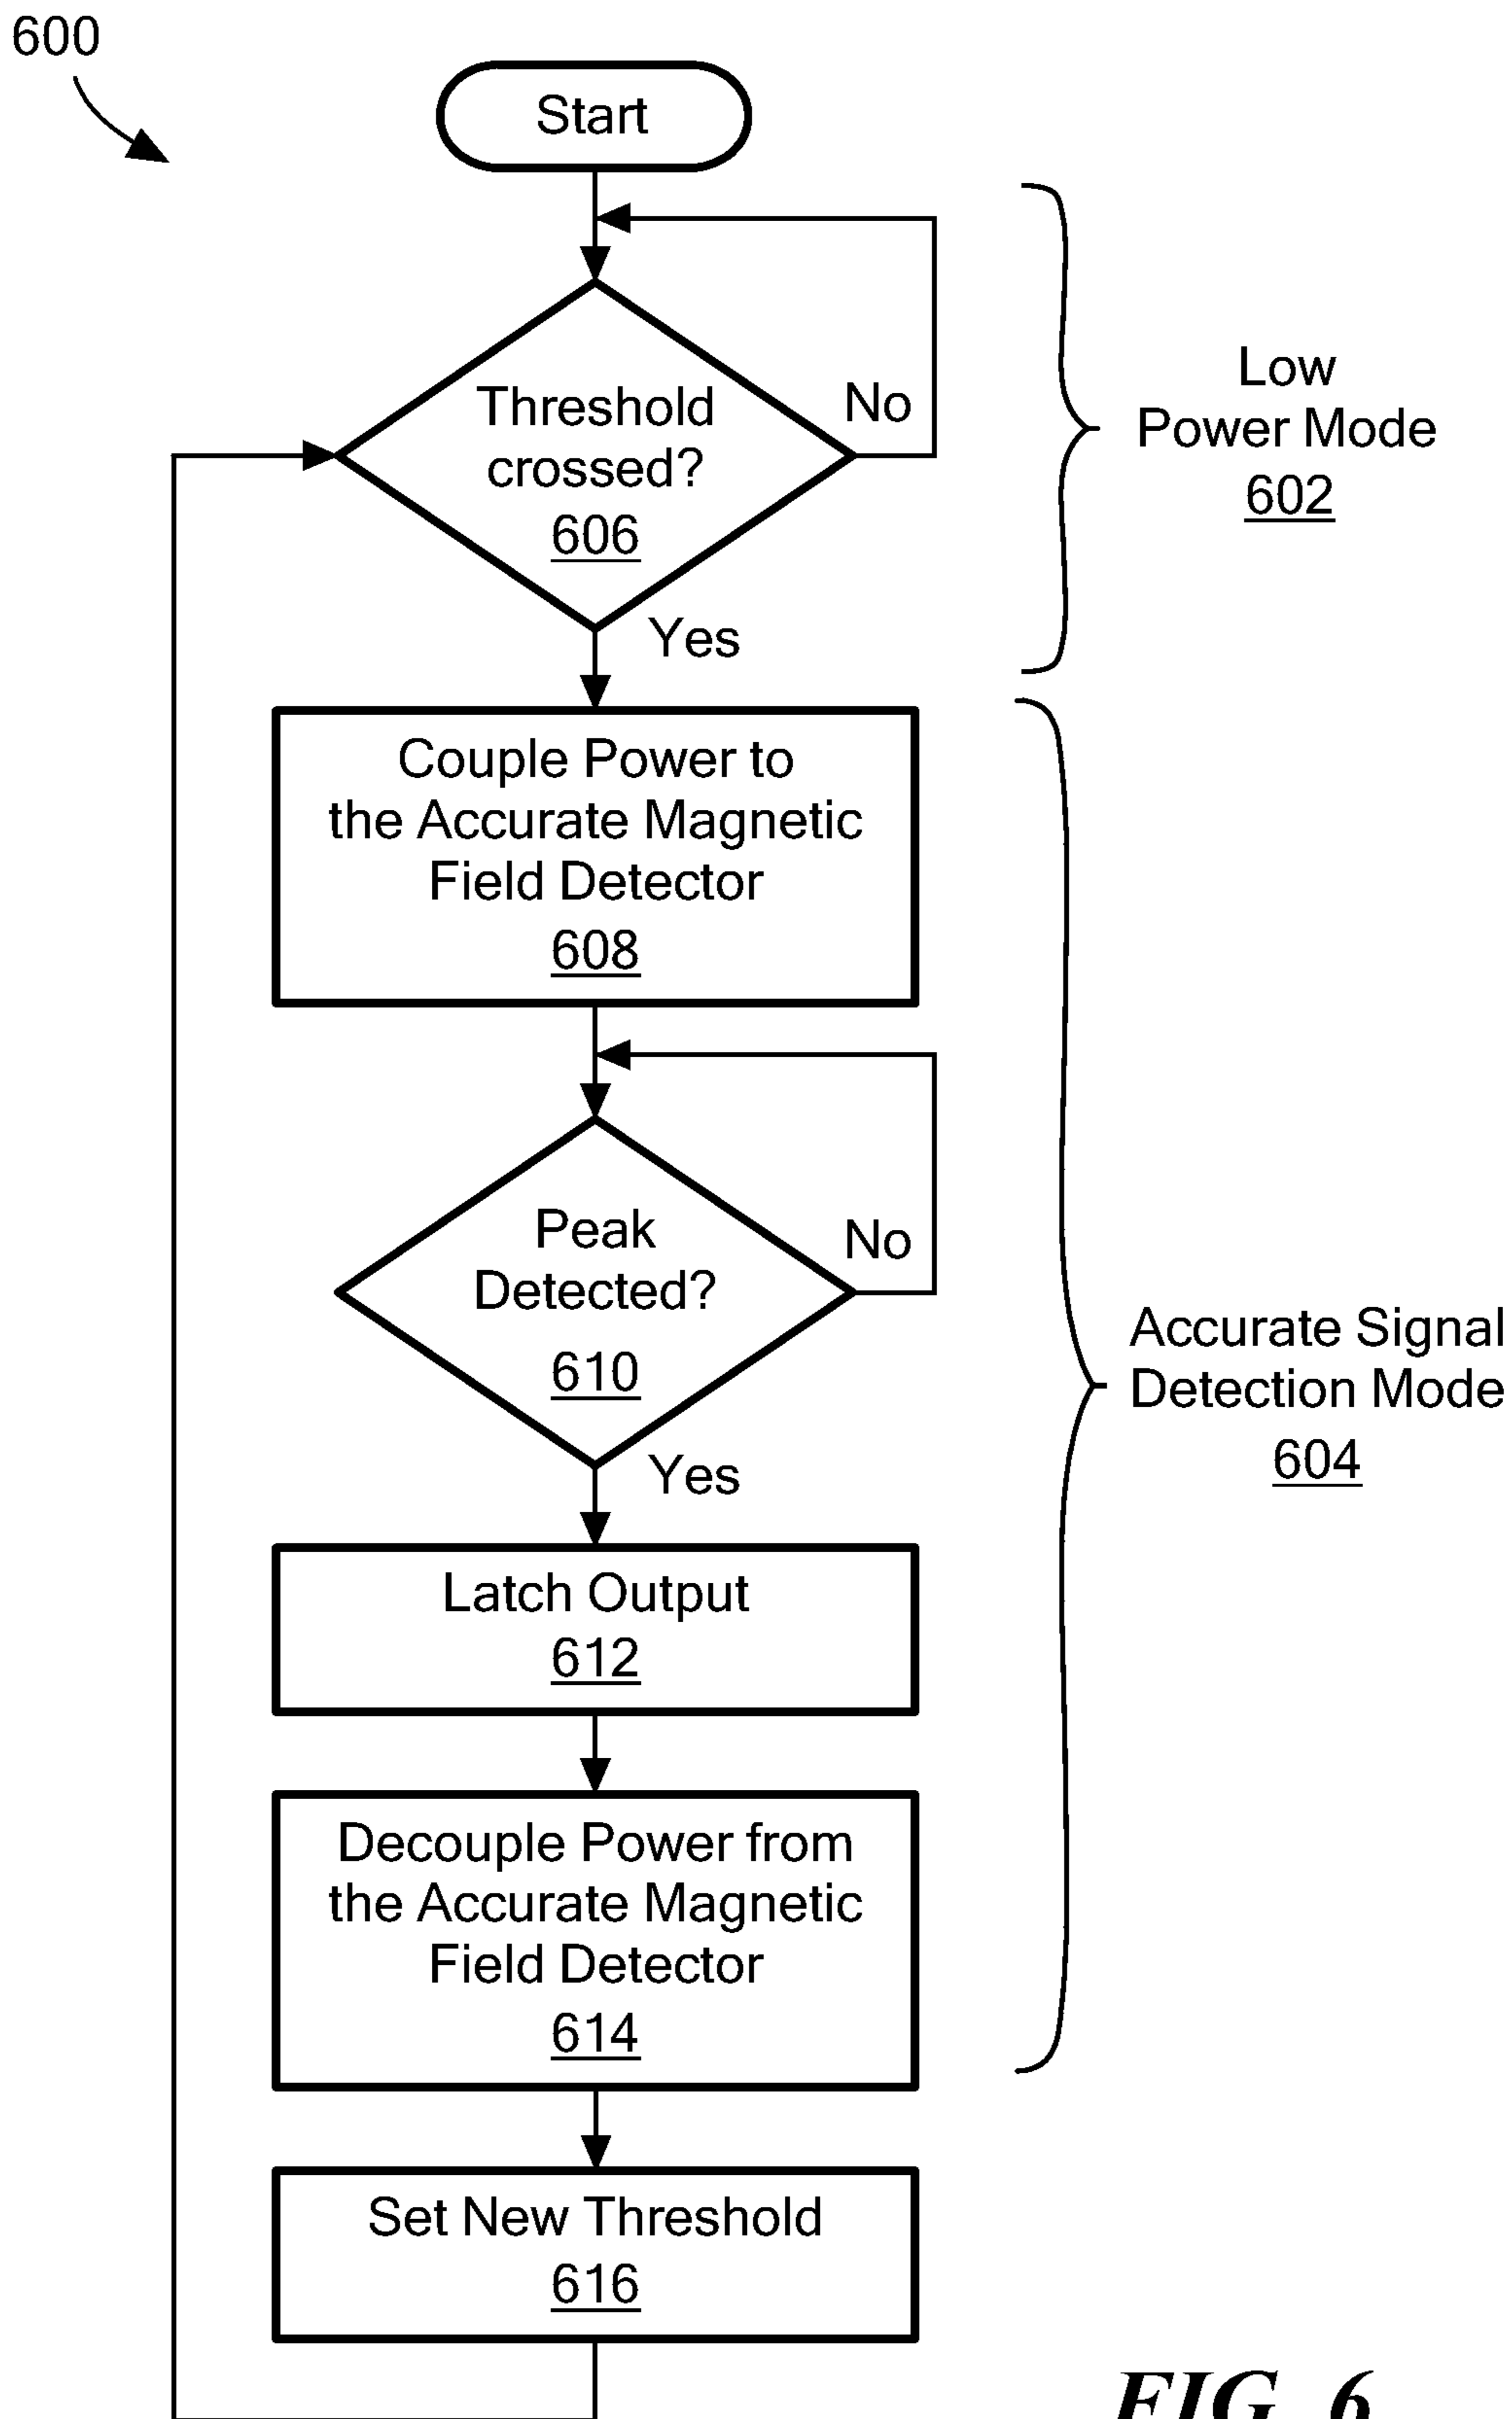 600
Start
Threshold
crossed?
606
No
Yes
Low
Power Mode
602
Couple Power to
the Accurate Magnetic
Field Detector
608
Peak
Detected?
610
No
Yes
Accurate Signal
Detection Mode
604
Latch Output
612
Decouple Power from
the Accurate Magnetic
Field Detector
614
Set New Threshold
616
FIG. 6